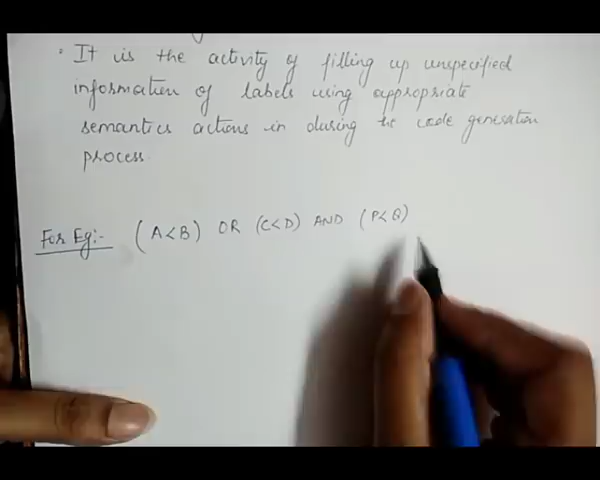 • It is the activity of filling up unspecified
information of labels using appropriate
semantics actions in during the code generation
process.
For Eg:- (A<B) OR (C<D) AND (P<Q)